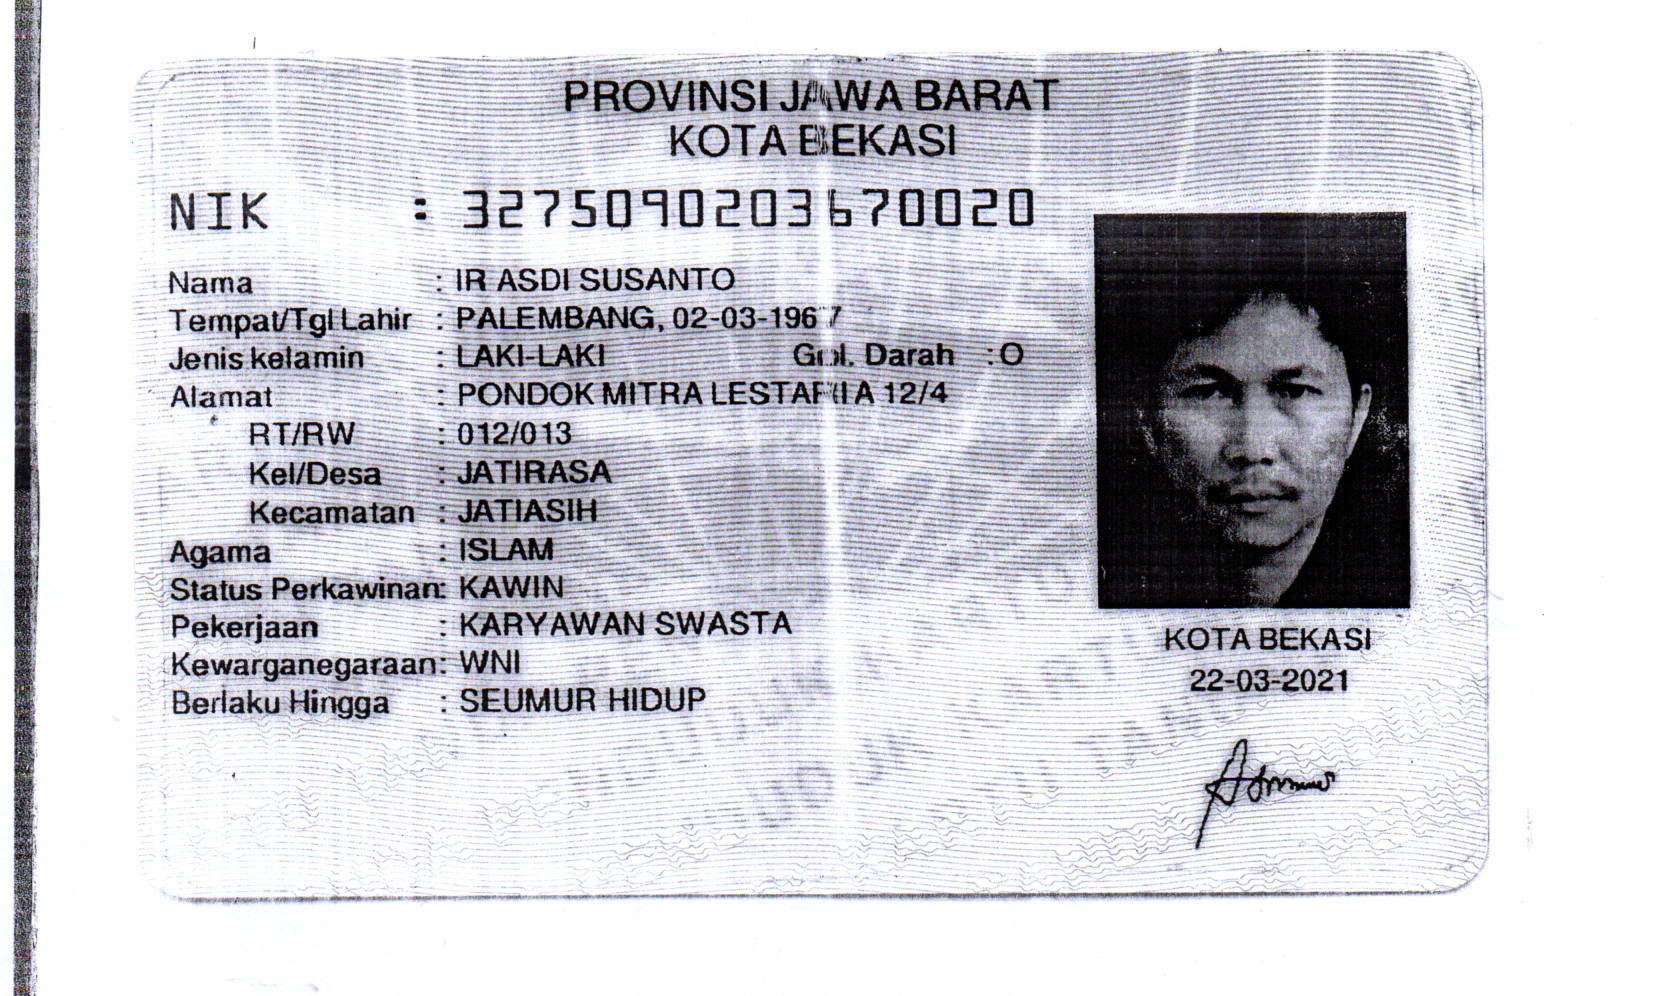 PROVINSI JAWA BARAT
KOTA BEKASI
NIK : 3275090203670020
Nama : IR ASDI SUSANTO
Tempat/Tgl Lahir : PALEMBANG, 02-03-1967
Jenis kelamin : LAKI-LAKI Gol. Darah : O
Alamat : PONDOK MITRA LESTARI A 12/4
RT/RW : 012/013
Kel/Desa : JATIRASA
Kecamatan : JATIASIH
Agama : ISLAM
Status Perkawinan: KAWIN
Pekerjaan : KARYAWAN SWASTA
Kewarganegaraan: WNI
Berlaku Hingga : SEUMUR HIDUP
KOTA BEKASI
22-03-2021